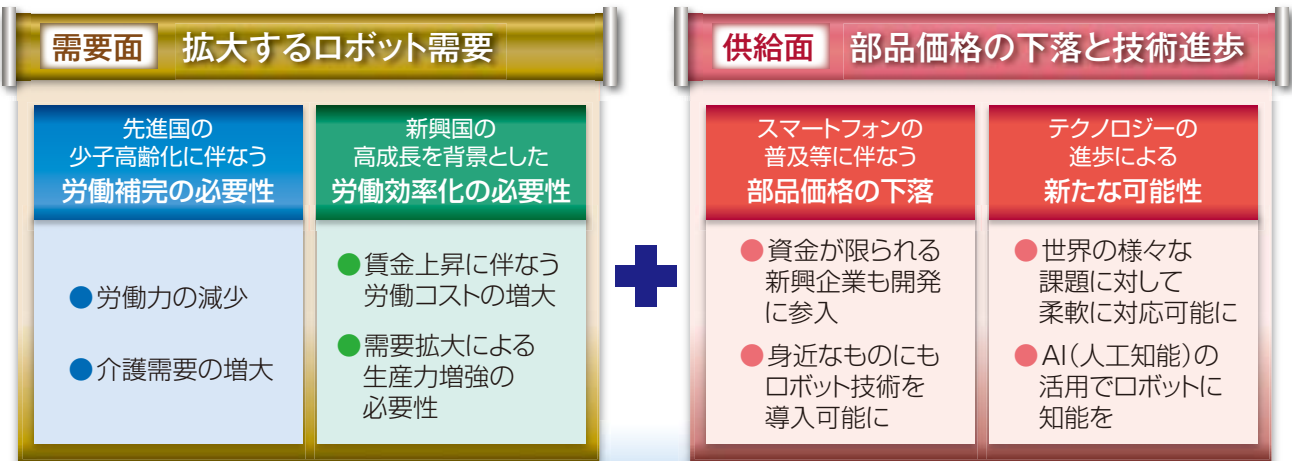 需要面 拡大するロボット需要
先進国の
少子高齢化に伴なう
労働補完の必要性
●労働力の減少
●介護需要の増大
新興国の
高成長を背景とした
労働効率化の必要性
●賃金上昇に伴なう
労働コストの増大
●需要拡大による
生産力増強の
必要性
供給面 部品価格の下落と技術進歩
スマートフォンの
普及等に伴なう
部品価格の下落
●資金が限られる
新興企業も開発
に参入
●身近なものにも
ロボット技術を
導入可能に
テクノロジーの
進歩による
新たな可能性
●世界の様々な
課題に対して
柔軟に対応可能に
●AI(人工知能)の
活用でロボットに
知能を